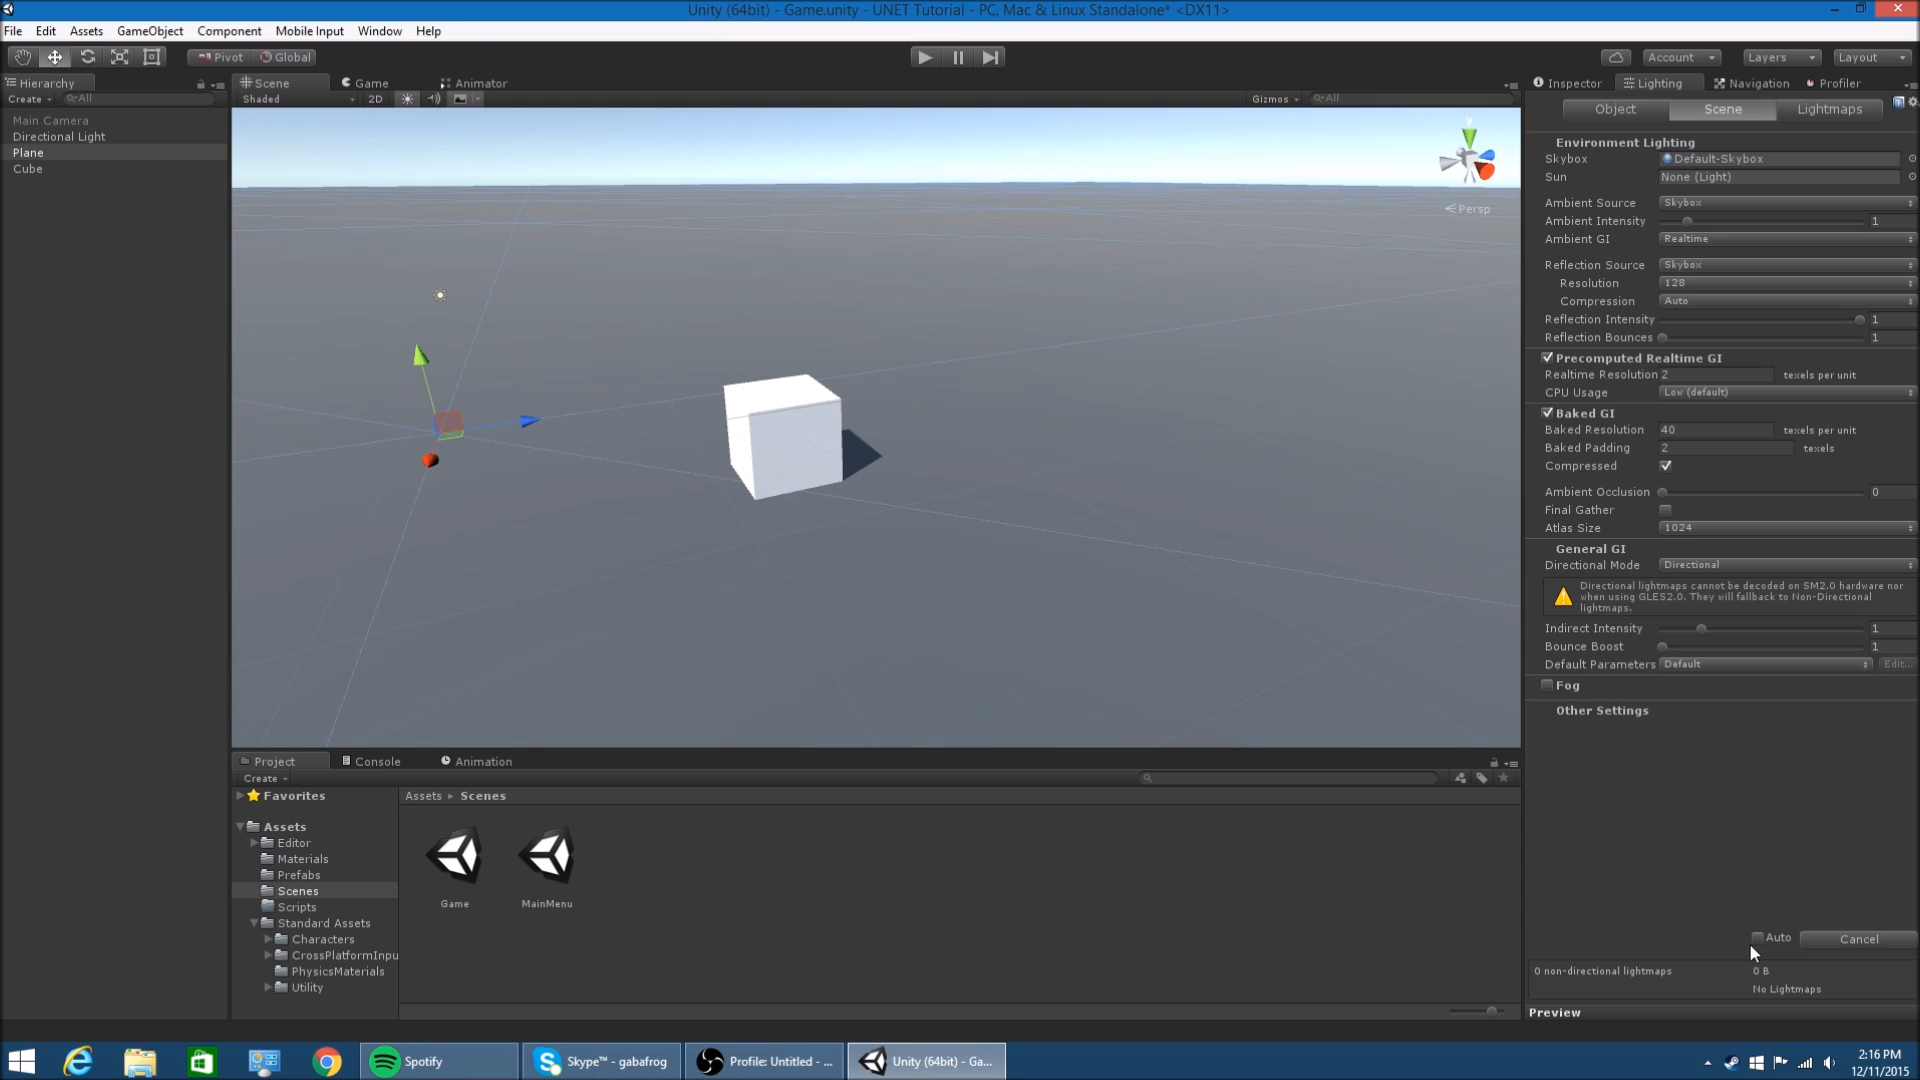 Unity (64bit) - Game.unity - UNET Tutorial - PC, Mac & Linux Standalone* <DX11>
File Edit Assets GameObject Component Mobile Input Window Help
Pivot Global Account Layers Layout
Hierarchy
Create All
Main Camera
Directional Light
Plane
Cube
Scene Game Animator
Shaded 2D Gizmos All
y
Persp
Inspector Lighting Navigation Profiler
Object Scene Lightmaps
Environment Lighting
Skybox Default-Skybox
Sun None (Light)
Ambient Source Skybox
Ambient Intensity 1
Ambient GI Realtime
Reflection Source Skybox
Resolution 128
Compression Auto
Reflection Intensity 1
Reflection Bounces 1
Precomputed Realtime GI
Realtime Resolution 2 texels per unit
CPU Usage Low (default)
Baked GI
Baked Resolution 40 texels per unit
Baked Padding 2 texels
Compressed
Ambient Occlusion 0
Final Gather
Atlas Size 1024
General GI
Directional Mode Directional
Directional lightmaps cannot be decoded on SM2.0 hardware nor
when using GLES2.0. They will fallback to Non-Directional
lightmaps.
Indirect Intensity 1
Bounce Boost 1
Default Parameters Default Edit...
Fog
Other Settings
Auto Cancel
0 non-directional lightmaps 0 B
No Lightmaps
Preview
Project Console Animation
Create
Favorites
Assets
Editor
Materials
Prefabs
Scenes
Scripts
Standard Assets
Characters
CrossPlatformInpu
PhysicsMaterials
Utility
Assets Scenes
Game MainMenu
Spotify Skype™ - gabafrog Profile: Untitled - ... Unity (64bit) - Ga...
2:16 PM
12/11/2015